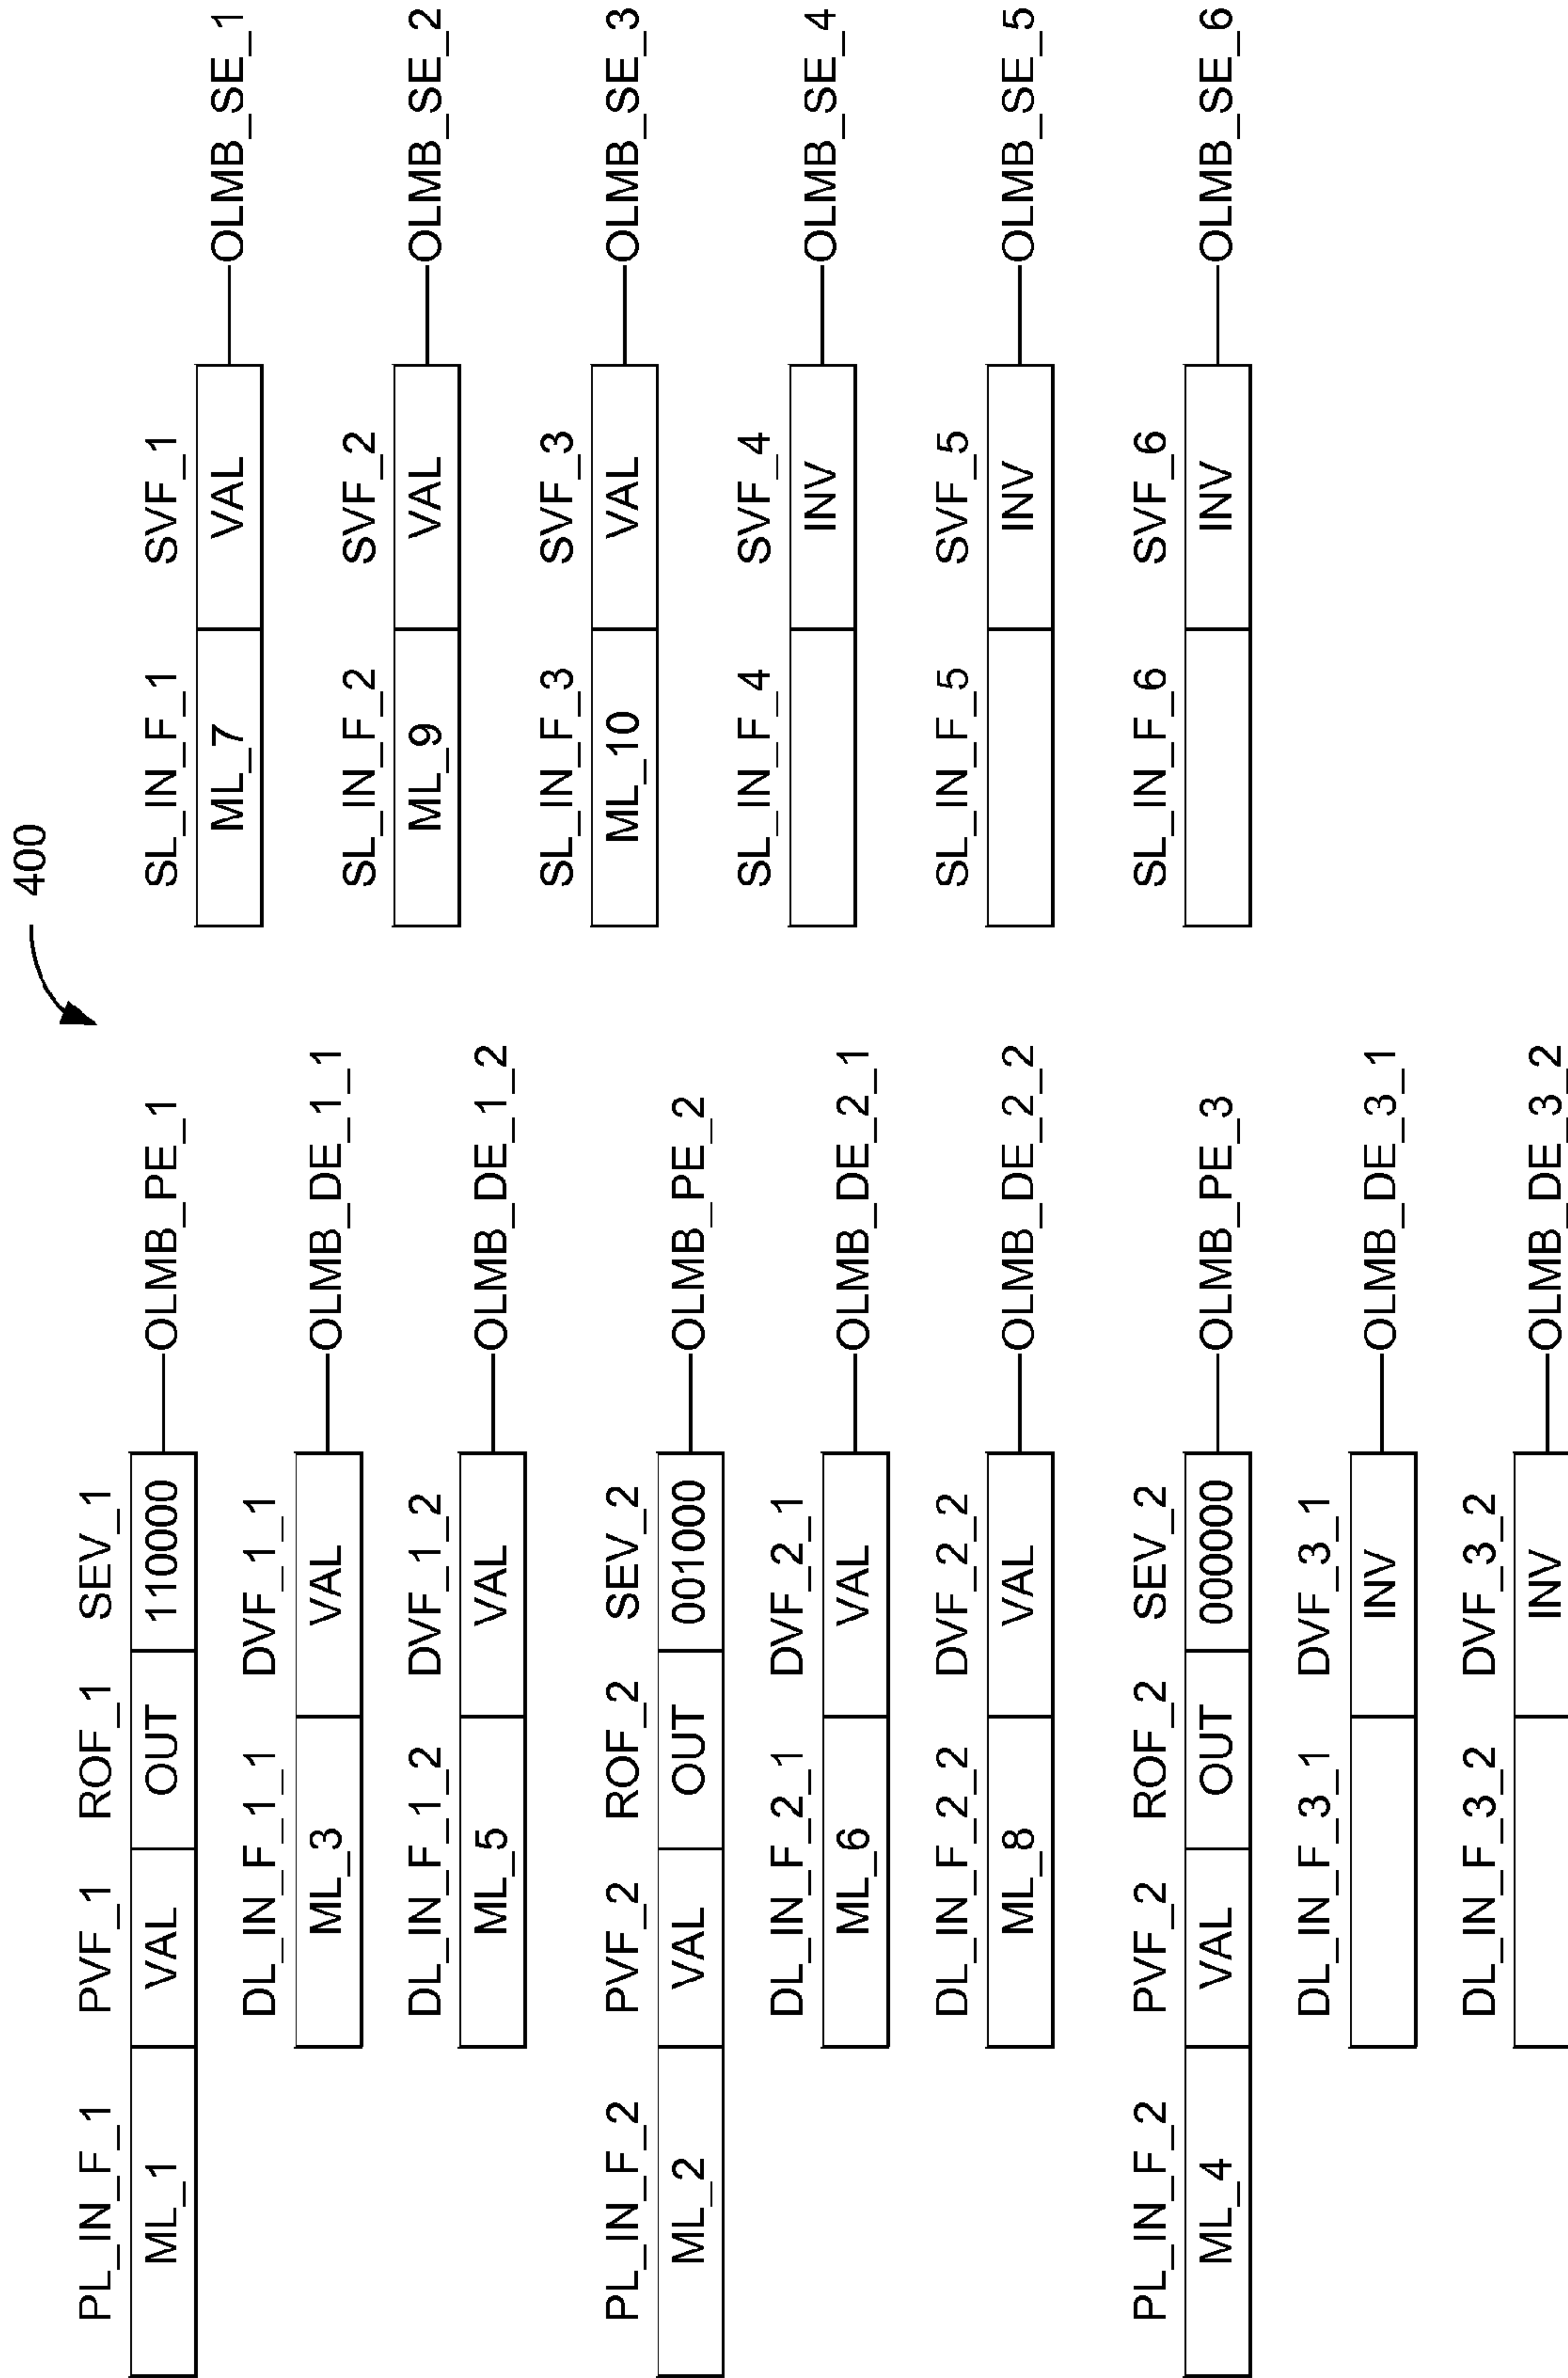 400
PL_IN_F_1 PVF_1 ROF_1 SEV_1
ML_1 VAL OUT 110000 OLMB_PE_1
DL_IN_F_1_1 DVF_1_1
ML_3 VAL OLMB_DE_1_1
DL_IN_F_1_2 DVF_1_2
ML_5 VAL OLMB_DE_1_2
PL_IN_F_2 PVF_2 ROF_2 SEV_2
ML_2 VAL OUT 001000 OLMB_PE_2
DL_IN_F_2_1 DVF_2_1
ML_6 VAL OLMB_DE_2_1
DL_IN_F_2_2 DVF_2_2
ML_8 VAL OLMB_DE_2_2
PL_IN_F_2 PVF_2 ROF_2 SEV_2
ML_4 VAL OUT 000000 OLMB_PE_3
DL_IN_F_3_1 DVF_3_1
INV OLMB_DE_3_1
DL_IN_F_3_2 DVF_3_2
INV OLMB_DE_3_2
SL_IN_F_1 SVF_1
ML_7 VAL OLMB_SE_1
SL_IN_F_2 SVF_2
ML_9 VAL OLMB_SE_2
SL_IN_F_3 SVF_3
ML_10 VAL OLMB_SE_3
SL_IN_F_4 SVF_4
INV OLMB_SE_4
SL_IN_F_5 SVF_5
INV OLMB_SE_5
SL_IN_F_6 SVF_6
INV OLMB_SE_6